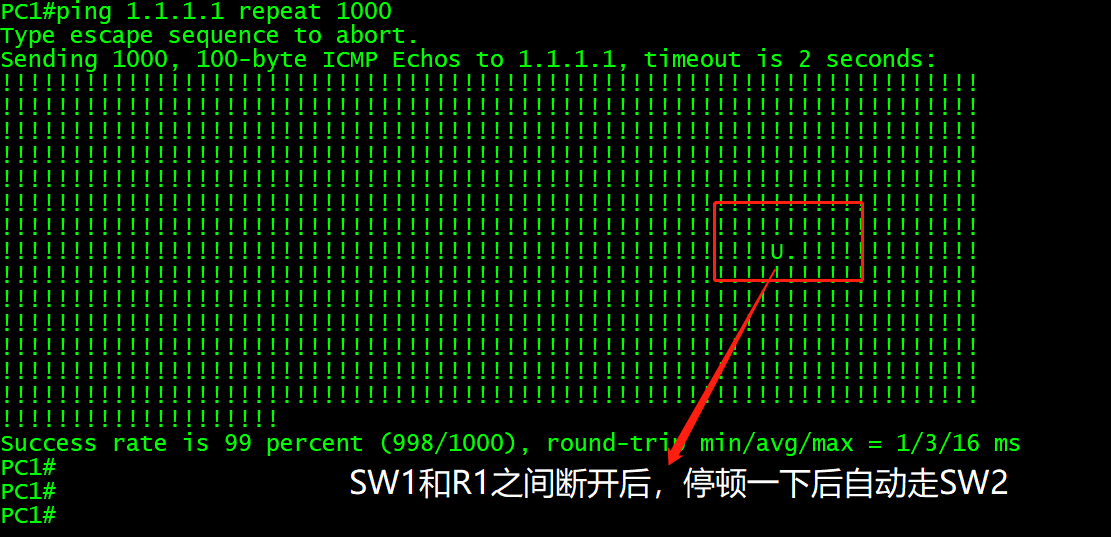 PC1#ping 1.1.1.1 repeat 1000
Type escape sequence to abort.
Sending 1000, 100-byte ICMP Echos to 1.1.1.1, timeout is 2 seconds:
!!!!!!!!!!!!!!!!!!!!!!!!!!!!!!!!!!!!!!!!!!!!!!!!!!!!!!!!!!!!!!!!!!!!!!
!!!!!!!!!!!!!!!!!!!!!!!!!!!!!!!!!!!!!!!!!!!!!!!!!!!!!!!!!!!!!!!!!!!!!!
!!!!!!!!!!!!!!!!!!!!!!!!!!!!!!!!!!!!!!!!!!!!!!!!!!!!!!!!!!!!!!!!!!!!!!
!!!!!!!!!!!!!!!!!!!!!!!!!!!!!!!!!!!!!!!!!!!!!!!!!!!!!!!!!!!!!!!!!!!!!!
!!!!!!!!!!!!!!!!!!!!!!!!!!!!!!!!!!!!!!!!!!!!!!!!!!!!!!!!!!!!!!!!!!!!!!
!!!!!!!!!!!!!!!!!!!!!!!!!!!!!!!!!!!!!!!!!!!!!!!!!!!!!!!!!!!!!!!!!!!!!!
!!!!!!!!!!!!!!!!!!!!!!!!!!!!!!!!!!!!!!!!!!!!!!!!!!!!!!!!!!!!!!!!!!!!!!
!!!!!!!!!!!!!!!!!!!!!!!!!!!!!!!!!!!!!!!!!!!!!!!!!!!!!!!U.!!!!!!!!!!!!!
!!!!!!!!!!!!!!!!!!!!!!!!!!!!!!!!!!!!!!!!!!!!!!!!!!!!!!!!!!!!!!!!!!!!!!
!!!!!!!!!!!!!!!!!!!!!!!!!!!!!!!!!!!!!!!!!!!!!!!!!!!!!!!!!!!!!!!!!!!!!!
!!!!!!!!!!!!!!!!!!!!!!!!!!!!!!!!!!!!!!!!!!!!!!!!!!!!!!!!!!!!!!!!!!!!!!
!!!!!!!!!!!!!!!!!!!!!!!!!!!!!!!!!!!!!!!!!!!!!!!!!!!!!!!!!!!!!!!!!!!!!!
!!!!!!!!!!!!!!!!!!!!!!!!!!!!!!!!!!!!!!!!!!!!!!!!!!!!!!!!!!!!!!!!!!!!!!
!!!!!!!!!!!!!!!!!!!!!!!!!!!!!!!!!!!!!!!!!!!!!!!!!!!!!!!!!!!!!!!!!!!!!!
!!!!!!!!!!!!!!!!!!!!
Success rate is 99 percent (998/1000), round-trip min/avg/max = 1/3/16 ms
PC1#
SW1和R1之间断开后，停顿一下后自动走SW2
PC1#
PC1#